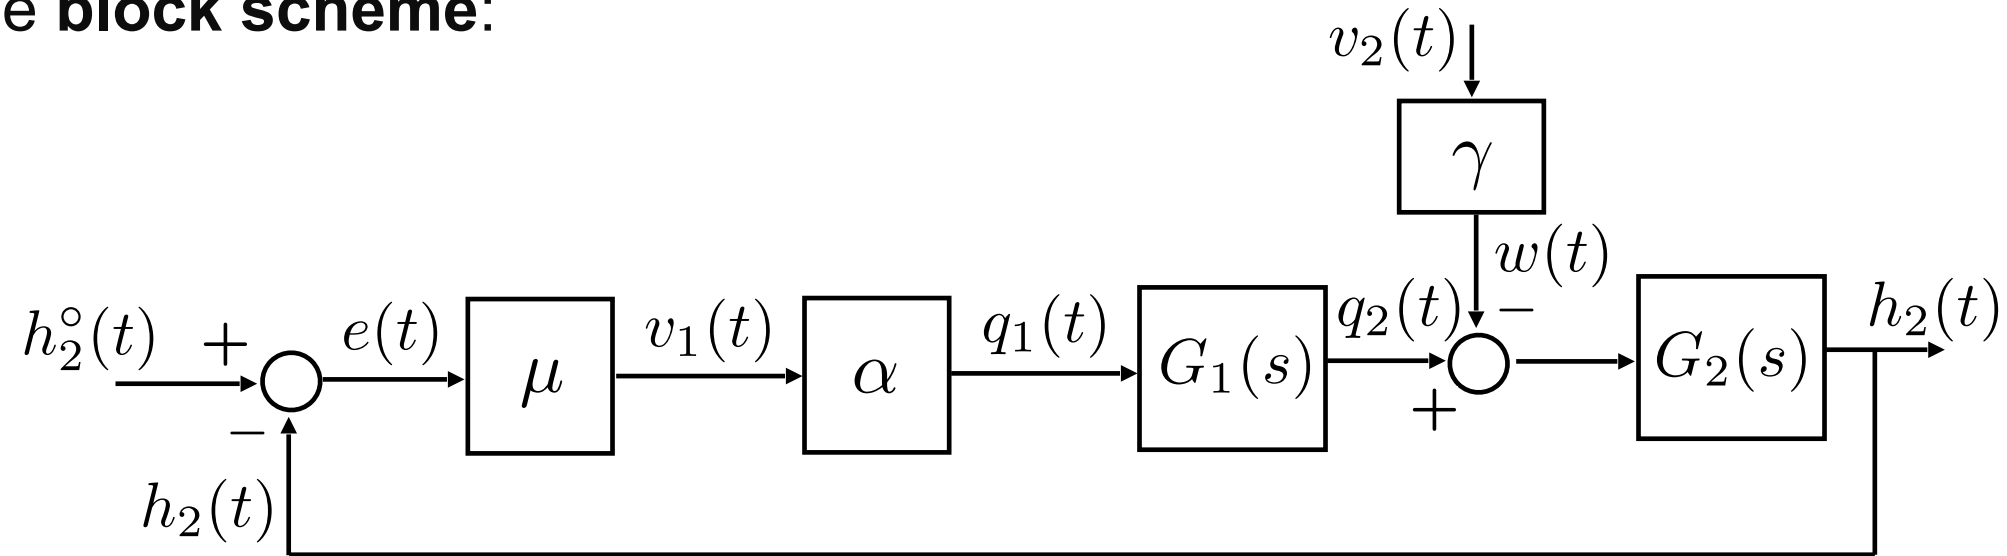 e block scheme:
v₂(t)
γ
w(t)
h₂°(t) + e(t) μ v₁(t) α q₁(t) G₁(s) q₂(t) − G₂(s) h₂(t)
− +
h₂(t)